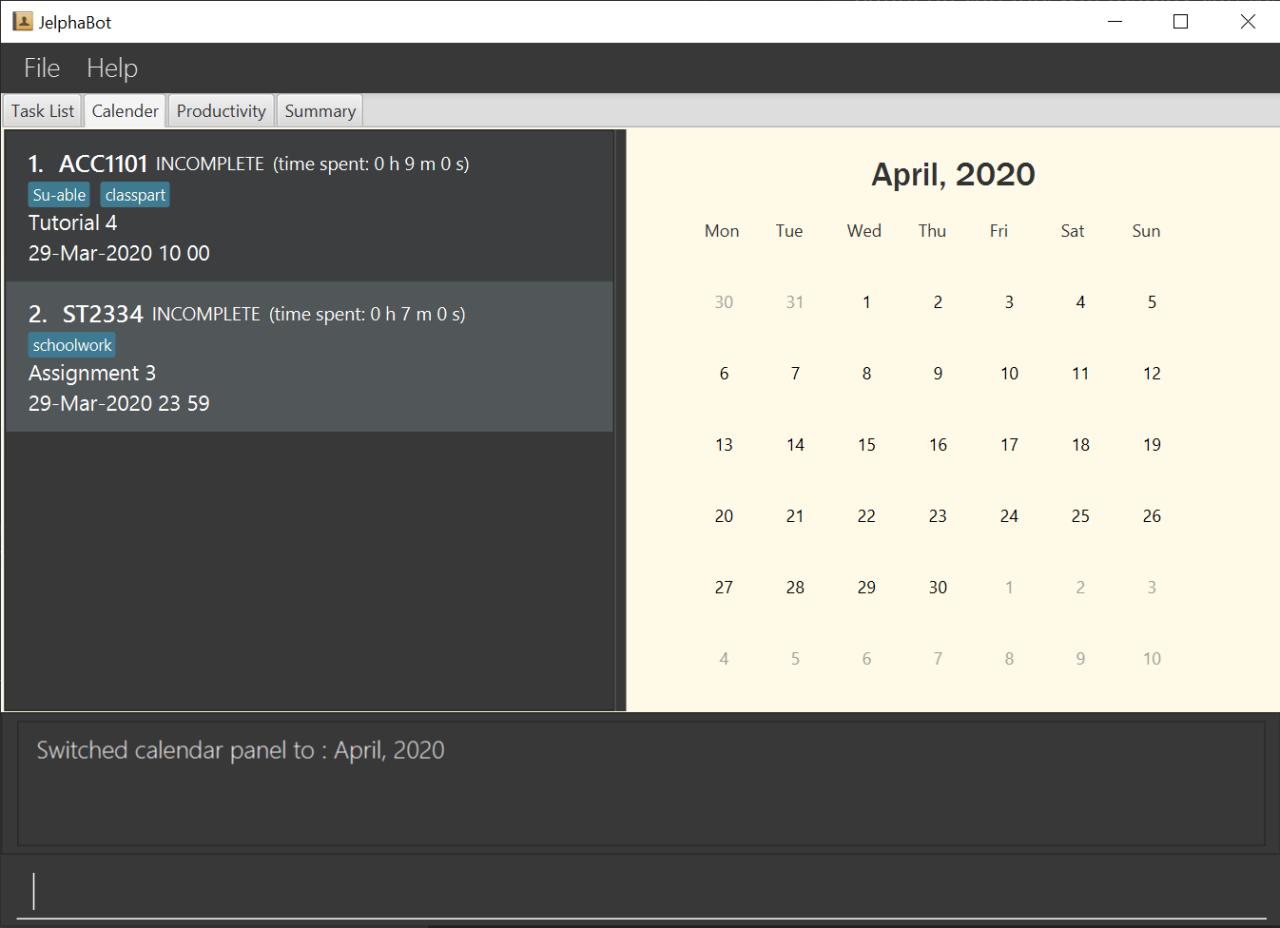 JelphaBot
File Help
Task List Calender Productivity Summary
1. ACC1101 INCOMPLETE (time spent: 0 h 9 m 0 s)
Su-able classpart
Tutorial 4
29-Mar-2020 10 00
2. ST2334 INCOMPLETE (time spent: 0 h 7 m 0 s)
schoolwork
Assignment 3
29-Mar-2020 23 59
April, 2020
Mon Tue Wed Thu Fri Sat Sun
30 31 1 2 3 4 5
6 7 8 9 10 11 12
13 14 15 16 17 18 19
20 21 22 23 24 25 26
27 28 29 30 1 2 3
4 5 6 7 8 9 10
Switched calendar panel to : April, 2020